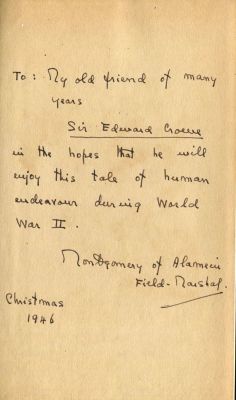 To: My old friend of many
years
Sir Edward Crowe
in the hopes that he will
enjoy this tale of human
endeavour during World
War II.
Montgomery of Alamein
Field-Marshal.
Christmas
1946